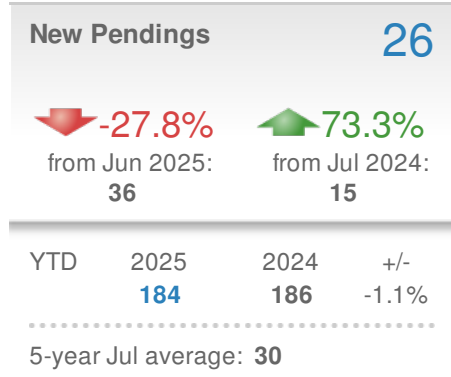 New Pendings 26
-27.8% 73.3%
from Jun 2025: from Jul 2024:
36 15
YTD 2025 2024 +/-
184 186 -1.1%
5-year Jul average: 30